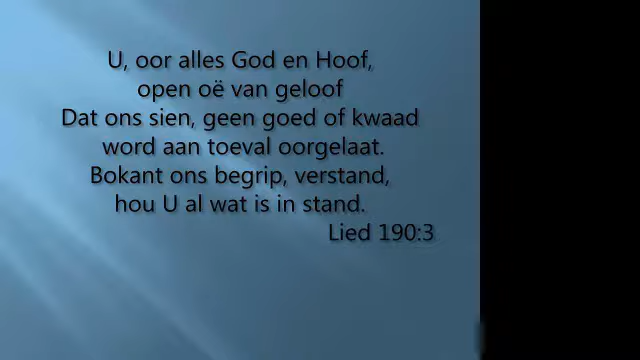 U, oor alles God en Hoof,
open oë van geloof
Dat ons sien, geen goed of kwaad
word aan toeval oorgelaat.
Bokant ons begrip, verstand,
hou U al wat is in stand.
Lied 190:3